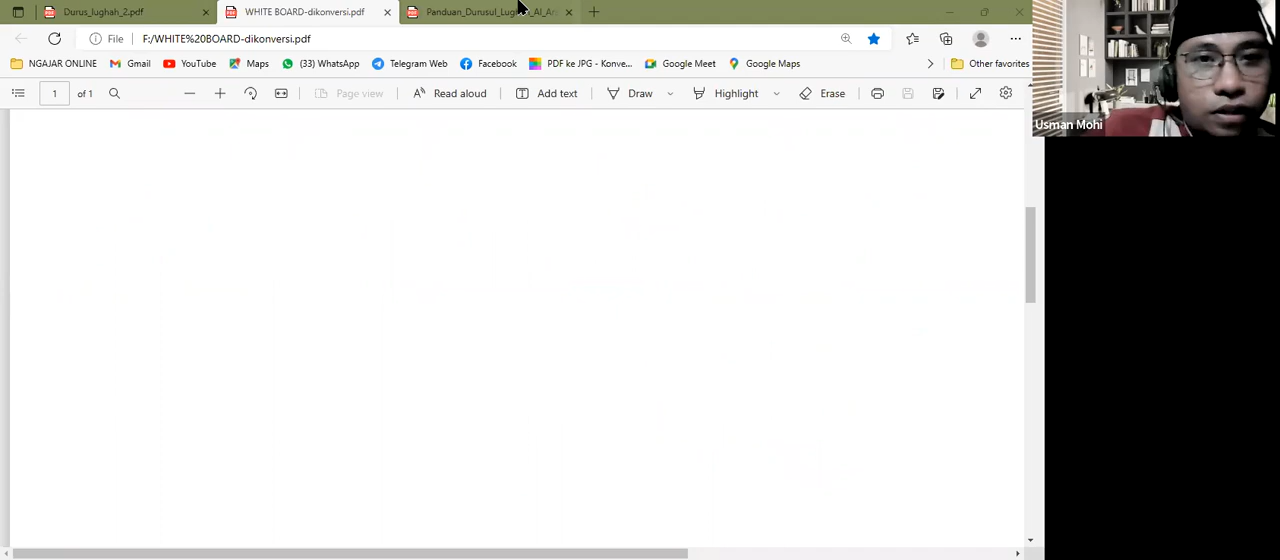 Durus_lughah_2.pdf
WHITE BOARD-dikonversi.pdf
Panduan_Durusul_Lughah_Al_Ar
File
F:/WHITE%20BOARD-dikonversi.pdf
NGAJAR ONLINE
Gmail
YouTube
Maps
(33) WhatsApp
Telegram Web
Facebook
PDF ke JPG - Konve...
Google Meet
Google Maps
Other favorites
1 of 1
Page view
Read aloud
Add text
Draw
Highlight
Erase
Usman Mohi